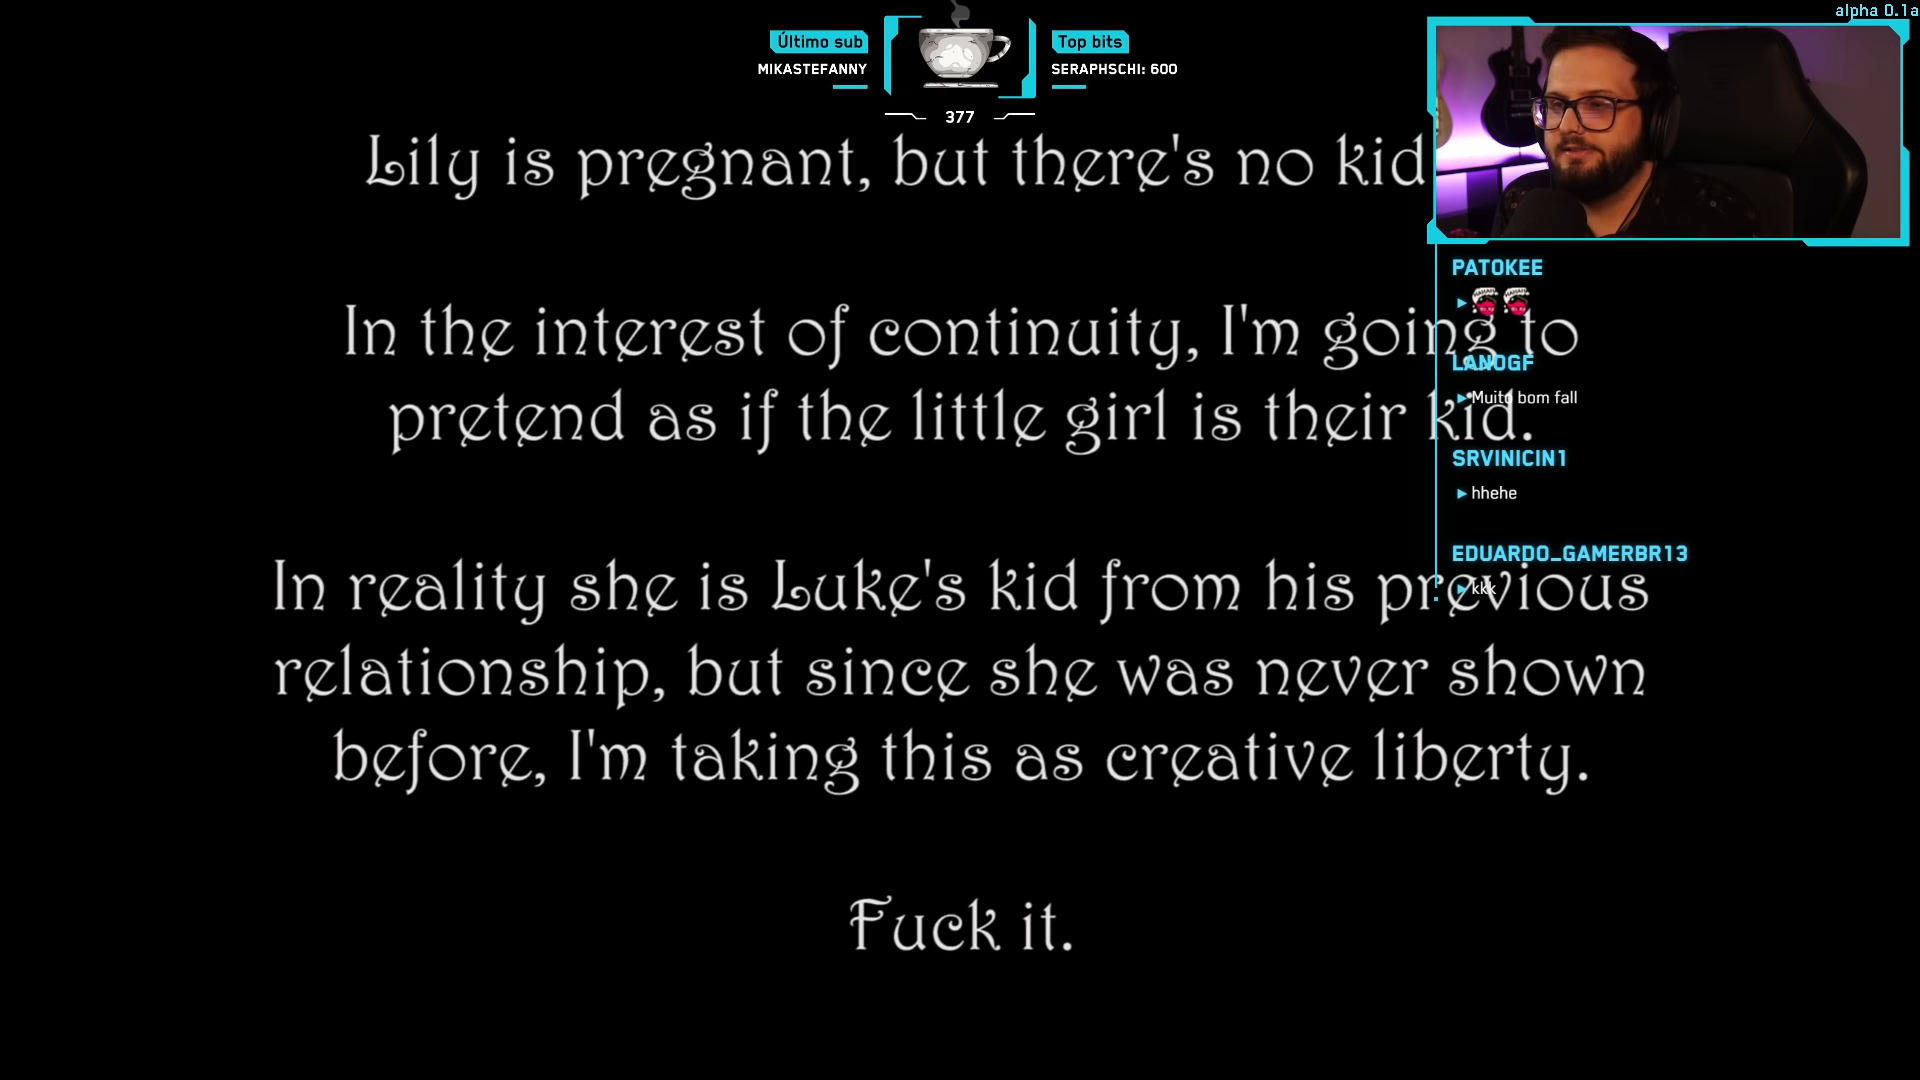 alpha 0.1a
Último sub
MIKASTEFANNY
Top bits
SERAPHSCHI: 600
377
Lily is pregnant, but there's no kid
In the interest of continuity, I'm going to
pretend as if the little girl is their kid.
In reality she is Luke's kid from his previous
relationship, but since she was never shown
before, I'm taking this as creative liberty.
Fuck it.
PATOKEE
LANOGF
Muito bom fall
SRVINICIN1
hhehe
EDUARDO_GAMERBR13
kkk